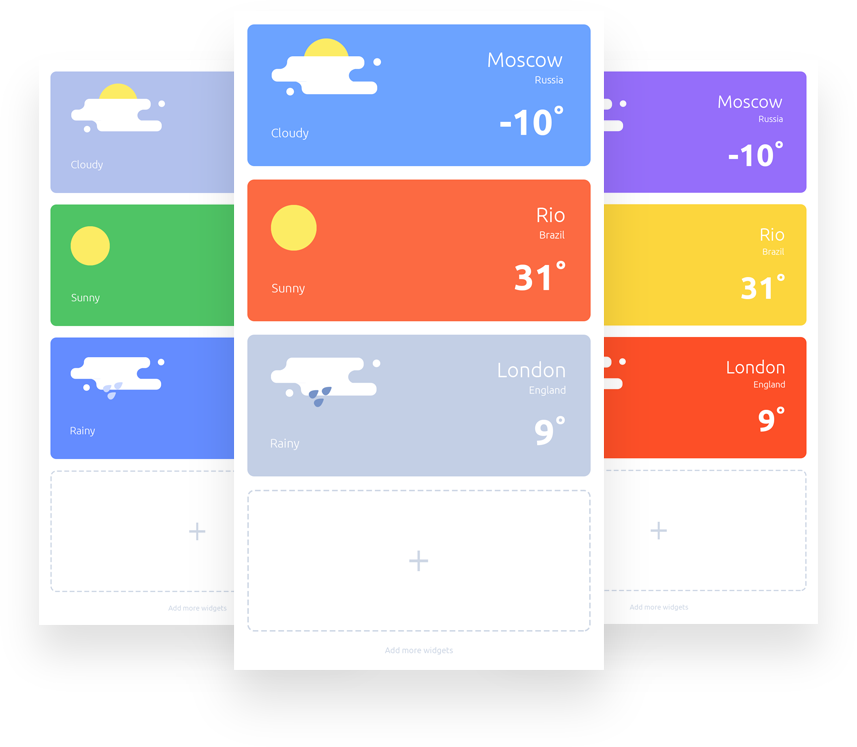 Cloudy
Sunny
Rainy
Add more widgets
Moscow
Russia
-10°
Cloudy
Rio
Brazil
31°
Sunny
London
England
9°
Rainy
Add more widgets
Moscow
Russia
-10°
Rio
Brazil
31°
London
England
9°
Add more widgets